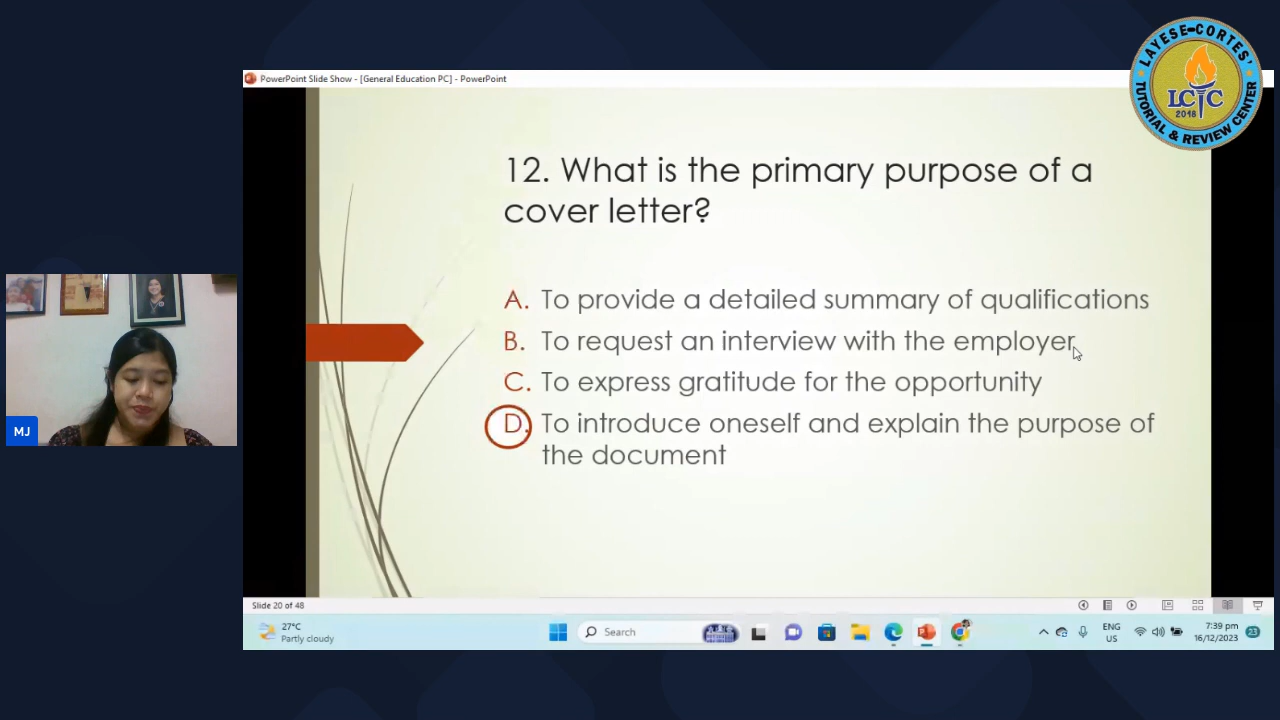 LAYESE-CORTES'
LCTC
2018
TUTORIAL & REVIEW CENTER
PowerPoint Slide Show - [General Education PC] - PowerPoint
12. What is the primary purpose of a
cover letter?
A. To provide a detailed summary of qualifications
B. To request an interview with the employer
C. To express gratitude for the opportunity
D. To introduce oneself and explain the purpose of
the document
MJ
Slide 20 of 48
27°C
Partly cloudy
Search
ENG
US
7:39 pm
16/12/2023
23